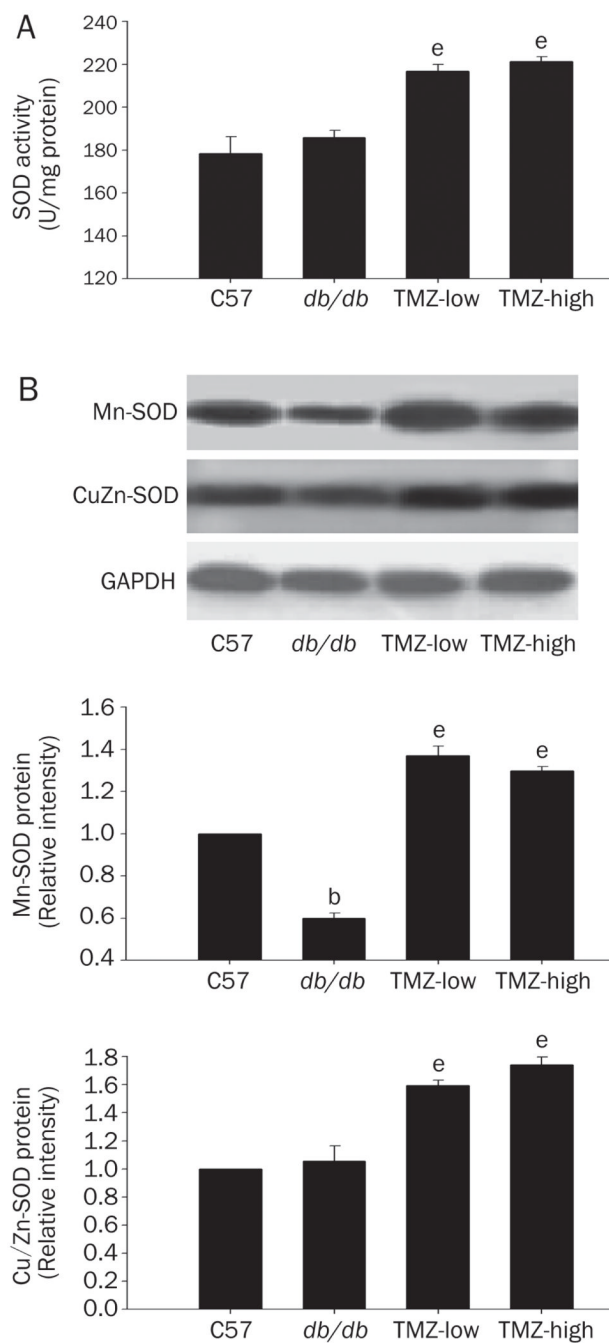 A
SOD activity
(U/mg protein)
240
220
200
180
160
140
120
e
e
C57
db/db
TMZ-low
TMZ-high
B
Mn-SOD
CuZn-SOD
GAPDH
C57
db/db
TMZ-low
TMZ-high
Mn-SOD protein
(Relative intensity)
1.6
1.4
1.2
1.0
0.8
0.6
0.4
b
e
e
C57
db/db
TMZ-low
TMZ-high
Cu/Zn-SOD protein
(Relative intensity)
1.8
1.6
1.4
1.2
1.0
0.8
0.6
0.4
0.2
0.0
e
e
C57
db/db
TMZ-low
TMZ-high